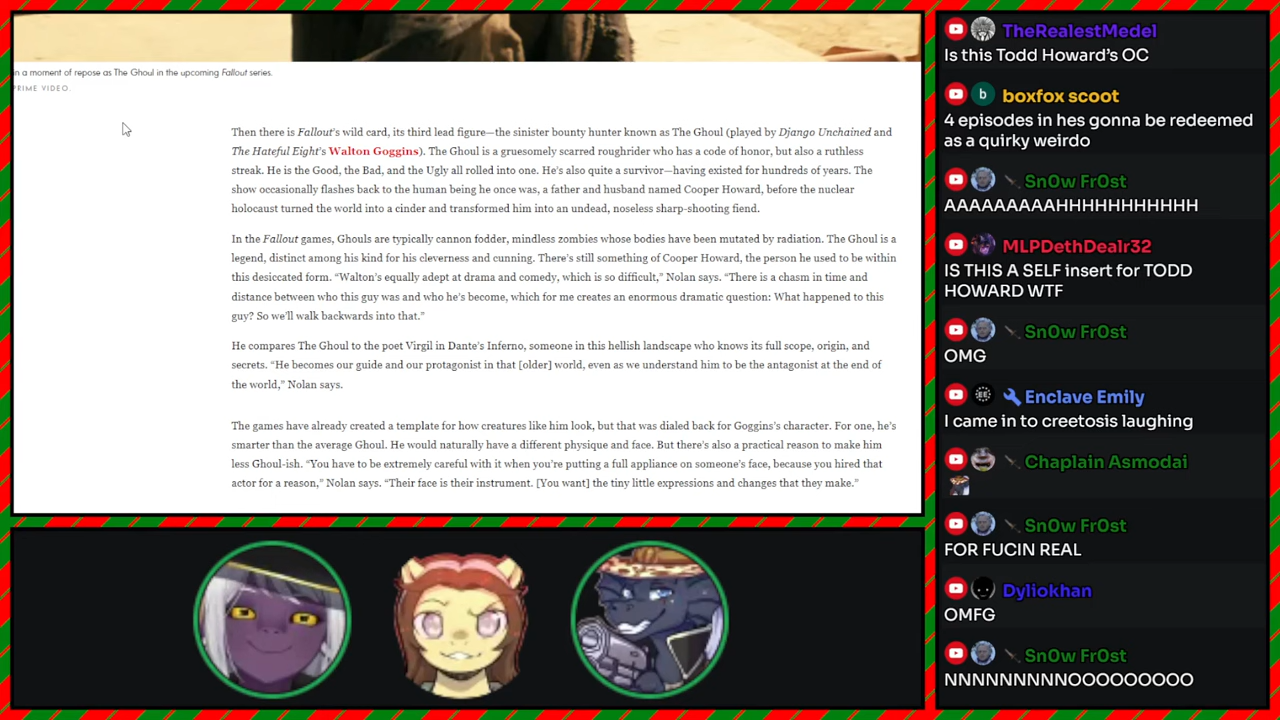 n a moment of repose as The Ghoul in the upcoming Fallout series.
PRIME VIDEO.
Then there is Fallout's wild card, its third lead figure—the sinister bounty hunter known as The Ghoul (played by Django Unchained and
The Hateful Eight's Walton Goggins). The Ghoul is a gruesomely scarred roughrider who has a code of honor, but also a ruthless
streak. He is the Good, the Bad, and the Ugly all rolled into one. He's also quite a survivor—having existed for hundreds of years. The
show occasionally flashes back to the human being he once was, a father and husband named Cooper Howard, before the nuclear
holocaust turned the world into a cinder and transformed him into an undead, noseless sharp-shooting fiend.
In the Fallout games, Ghouls are typically cannon fodder, mindless zombies whose bodies have been mutated by radiation. The Ghoul is a
legend, distinct among his kind for his cleverness and cunning. There's still something of Cooper Howard, the person he used to be within
this desiccated form. “Walton's equally adept at drama and comedy, which is so difficult,” Nolan says. “There is a chasm in time and
distance between who this guy was and who he's become, which for me creates an enormous dramatic question: What happened to this
guy? So we'll walk backwards into that.”
He compares The Ghoul to the poet Virgil in Dante's Inferno, someone in this hellish landscape who knows its full scope, origin, and
secrets. “He becomes our guide and our protagonist in that [older] world, even as we understand him to be the antagonist at the end of
the world,” Nolan says.
The games have already created a template for how creatures like him look, but that was dialed back for Goggins's character. For one, he's
smarter than the average Ghoul. He would naturally have a different physique and face. But there's also a practical reason to make him
less Ghoul-ish. “You have to be extremely careful with it when you're putting a full appliance on someone's face, because you hired that
actor for a reason,” Nolan says. “Their face is their instrument. [You want] the tiny little expressions and changes that they make.”
TheRealestMedel
Is this Todd Howard's OC
b boxfox scoot
4 episodes in hes gonna be redeemed
as a quirky weirdo
Sn0w Fr0st
AAAAAAAAAHHHHHHHHHHH
MLPDethDealr32
IS THIS A SELF insert for TODD
HOWARD WTF
Sn0w Fr0st
OMG
Enclave Emily
I came in to creetosis laughing
Chaplain Asmodai
Sn0w Fr0st
FOR FUCIN REAL
Dyliokhan
OMFG
Sn0w Fr0st
NNNNNNNNNOOOOOOOOO